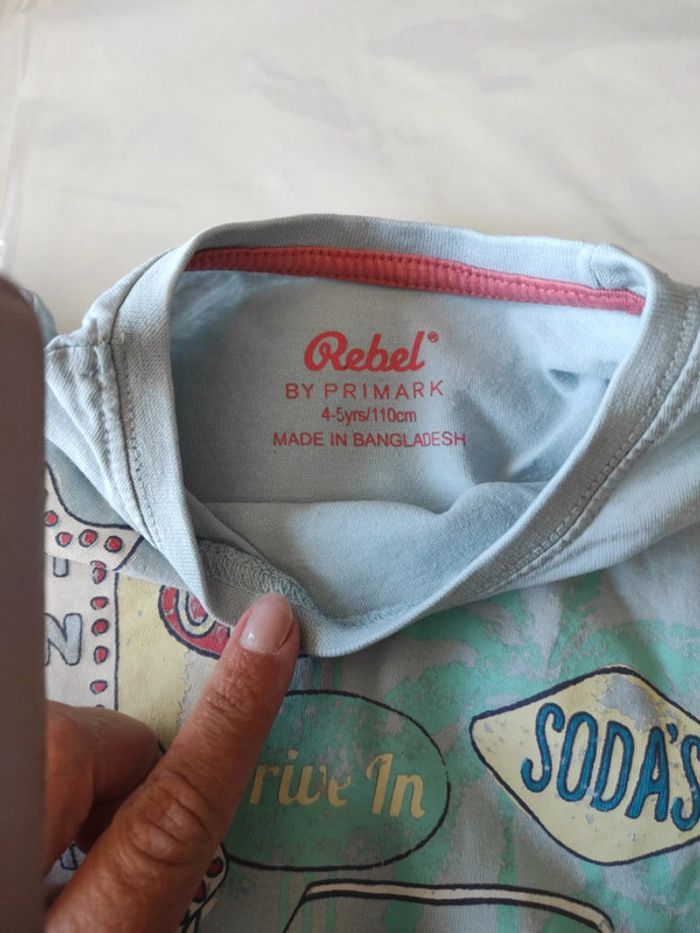 Rebel®
BY PRIMARK
4-5yrs/110cm
MADE IN BANGLADESH
rive In
SODA'S